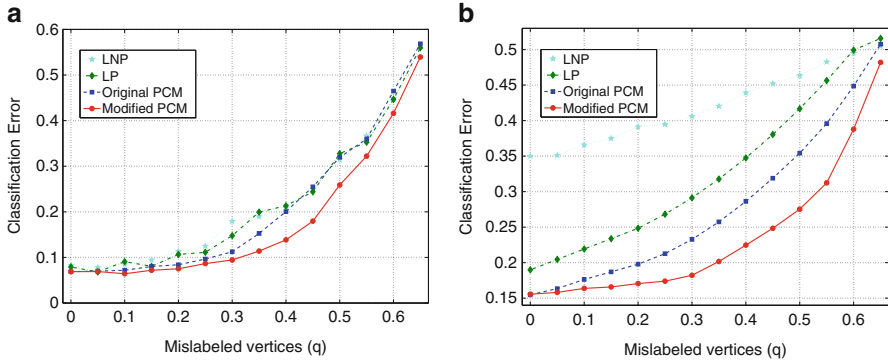 a
0.6
0.5
0.4
0.3
0.2
0.1
0
Classification Error
LNP
LP
Original PCM
Modified PCM
0 0.1 0.2 0.3 0.4 0.5 0.6
Mislabeled vertices (q)
b
0.5
0.45
0.4
0.35
0.3
0.25
0.2
0.15
Classification Error
LNP
LP
Original PCM
Modified PCM
0 0.1 0.2 0.3 0.4 0.5 0.6
Mislabeled vertices (q)